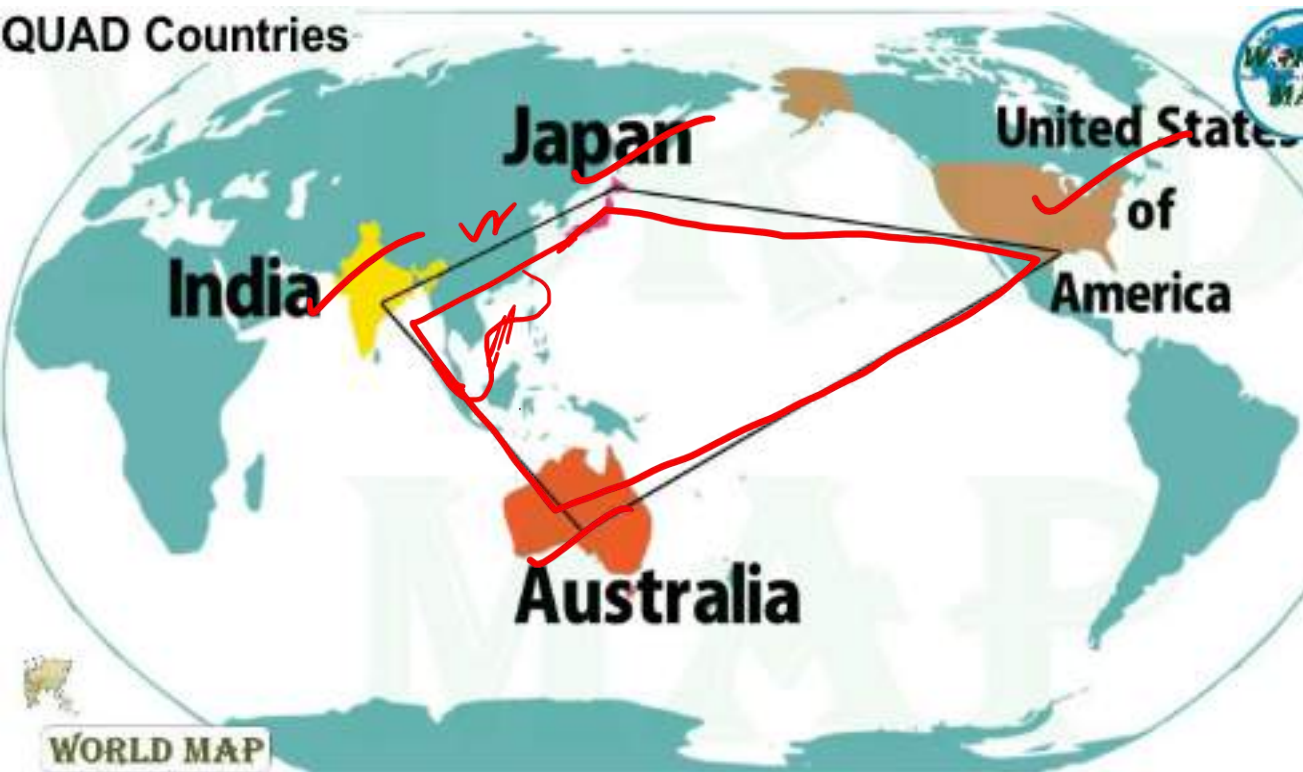 QUAD Countries
Japan
United States
of
America
India
Australia
WORLD MAP